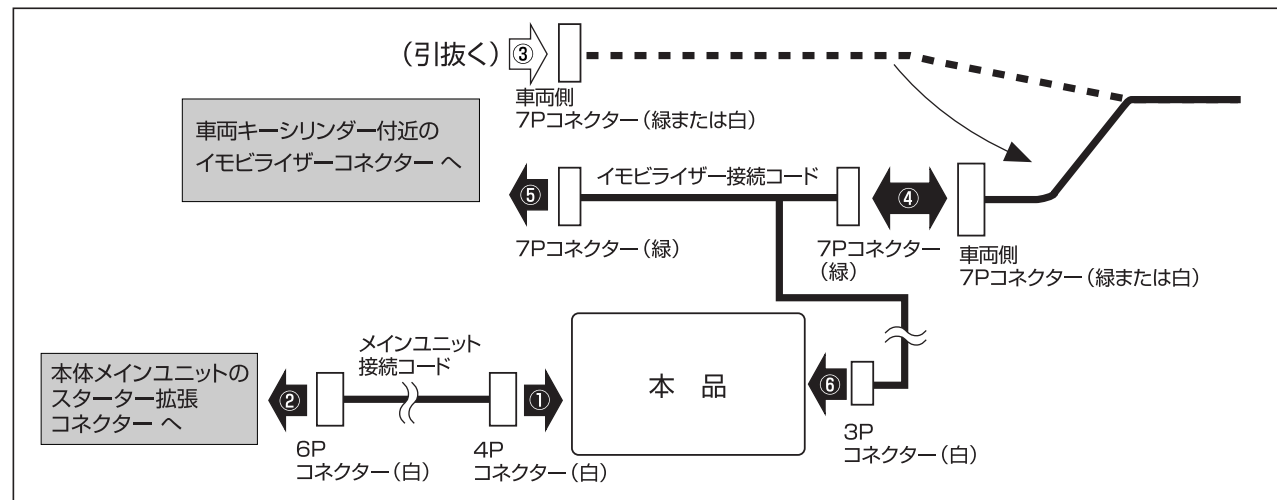 (引抜く) ③
車両側
7Pコネクター(緑または白)
車両キーシリンダー付近の
イモビライザーコネクター へ
イモビライザー接続コード
⑤
④
7Pコネクター(緑)
7Pコネクター
(緑)
車両側
7Pコネクター(緑または白)
メインユニット
接続コード
本体メインユニットの
スターター拡張
コネクター へ
②
①
本 品
⑥
6P
コネクター(白)
4P
コネクター(白)
3P
コネクター(白)